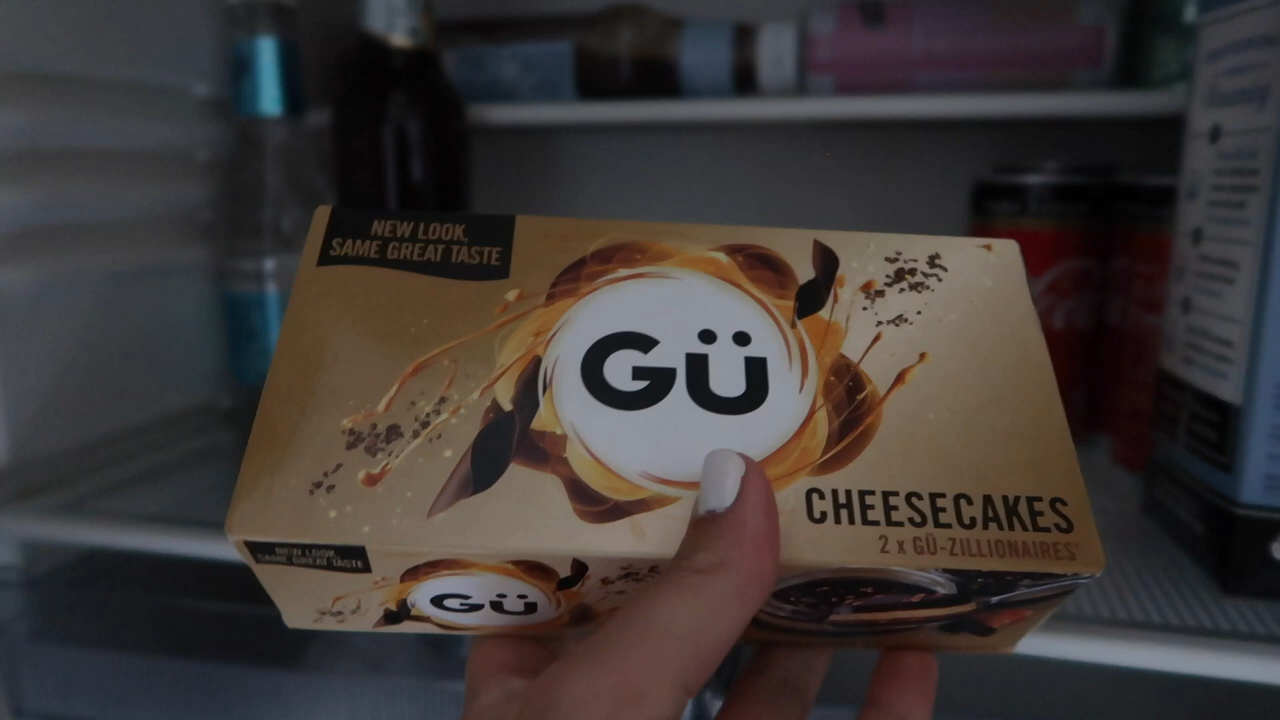 NEW LOOK,
SAME GREAT TASTE
GÜ
CHEESECAKES
2 x GÜ-ZILLIONAIRES'
NEW LOOK,
SAME GREAT TASTE
GÜ